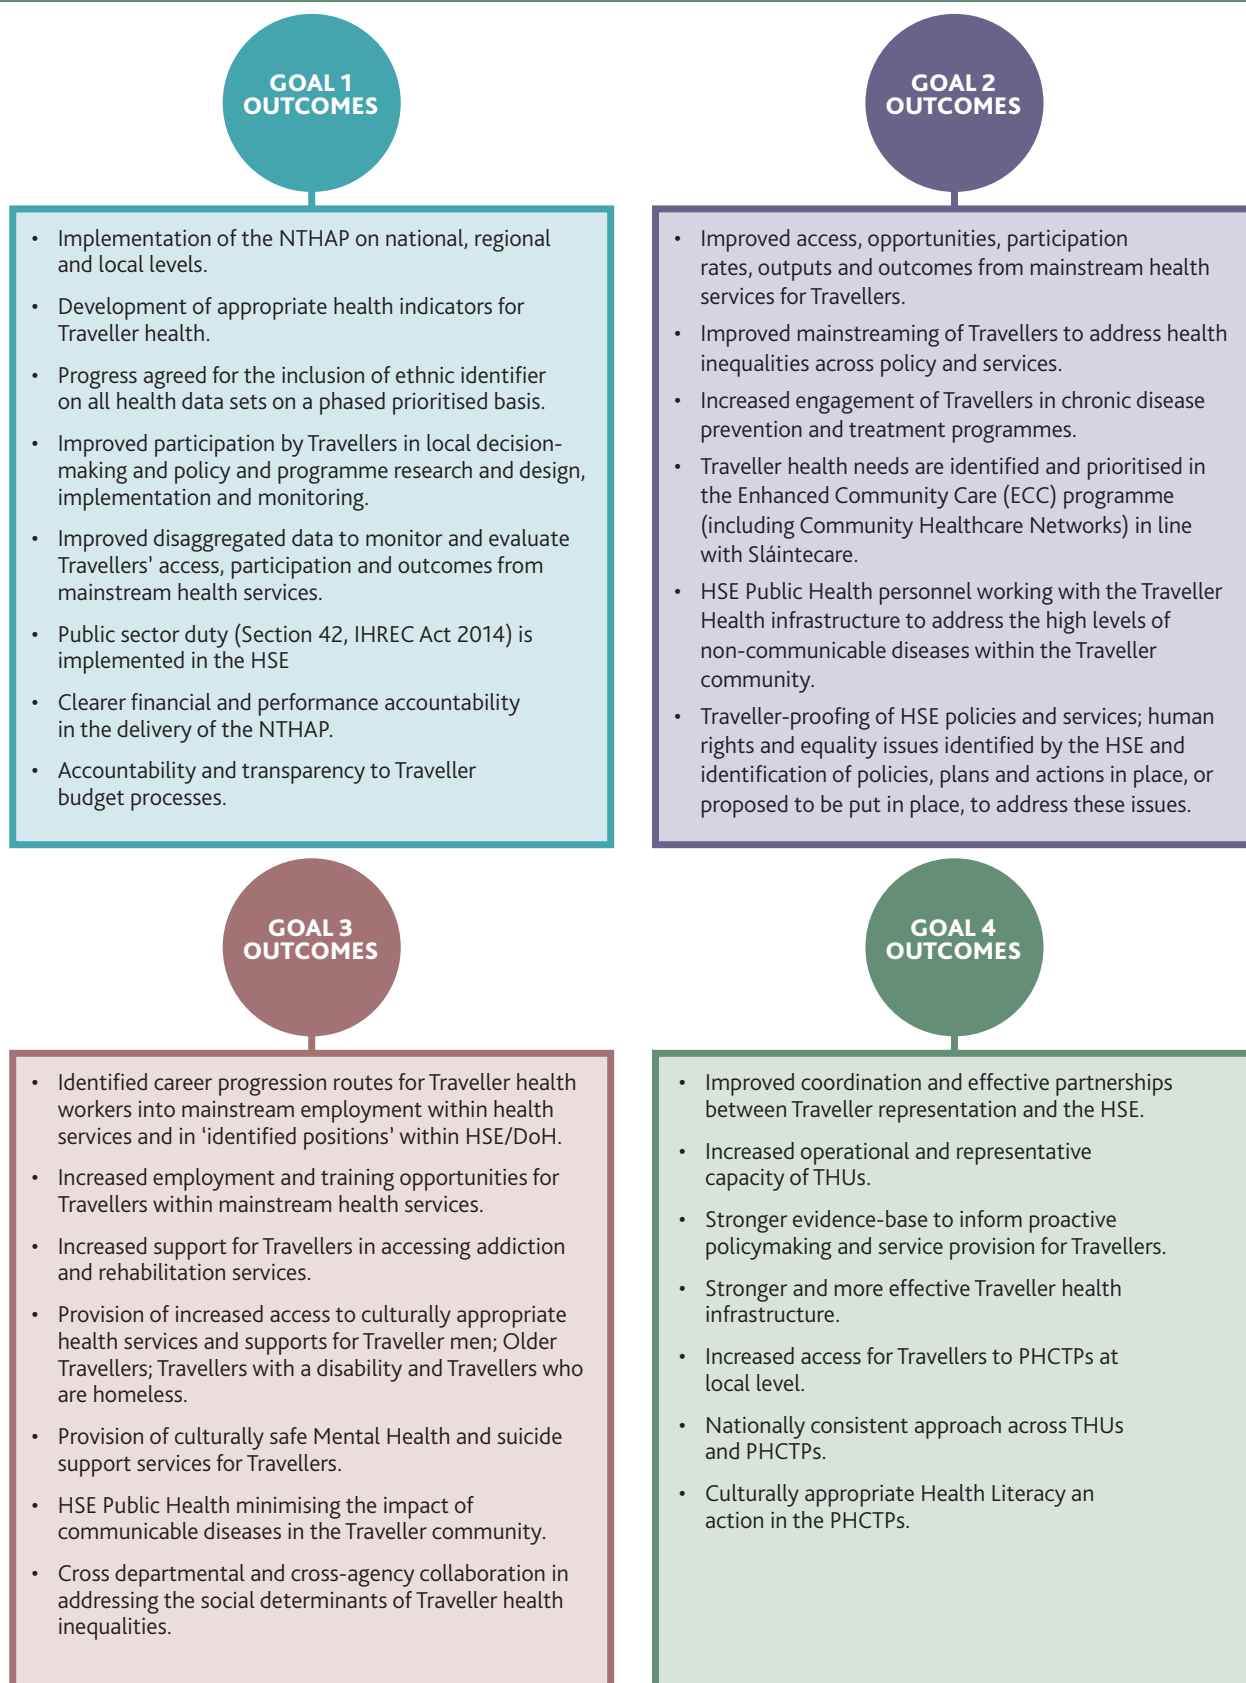 GOAL 1
OUTCOMES
• Implementation of the NTHAP on national, regional
and local levels.
• Development of appropriate health indicators for
Traveller health.
• Progress agreed for the inclusion of ethnic identifier
on all health data sets on a phased prioritised basis.
• Improved participation by Travellers in local decision-
making and policy and programme research and design,
implementation and monitoring.
• Improved disaggregated data to monitor and evaluate
Travellers’ access, participation and outcomes from
mainstream health services.
• Public sector duty (Section 42, IHREC Act 2014) is
implemented in the HSE
• Clearer financial and performance accountability
in the delivery of the NTHAP.
• Accountability and transparency to Traveller
budget processes.
GOAL 2
OUTCOMES
• Improved access, opportunities, participation
rates, outputs and outcomes from mainstream health
services for Travellers.
• Improved mainstreaming of Travellers to address health
inequalities across policy and services.
• Increased engagement of Travellers in chronic disease
prevention and treatment programmes.
• Traveller health needs are identified and prioritised in
the Enhanced Community Care (ECC) programme
(including Community Healthcare Networks) in line
with Sláintecare.
• HSE Public Health personnel working with the Traveller
Health infrastructure to address the high levels of
non-communicable diseases within the Traveller
community.
• Traveller-proofing of HSE policies and services; human
rights and equality issues identified by the HSE and
identification of policies, plans and actions in place, or
proposed to be put in place, to address these issues.
GOAL 3
OUTCOMES
• Identified career progression routes for Traveller health
workers into mainstream employment within health
services and in ‘identified positions’ within HSE/DoH.
• Increased employment and training opportunities for
Travellers within mainstream health services.
• Increased support for Travellers in accessing addiction
and rehabilitation services.
• Provision of increased access to culturally appropriate
health services and supports for Traveller men; Older
Travellers; Travellers with a disability and Travellers who
are homeless.
• Provision of culturally safe Mental Health and suicide
support services for Travellers.
• HSE Public Health minimising the impact of
communicable diseases in the Traveller community.
• Cross departmental and cross-agency collaboration in
addressing the social determinants of Traveller health
inequalities.
GOAL 4
OUTCOMES
• Improved coordination and effective partnerships
between Traveller representation and the HSE.
• Increased operational and representative
capacity of THUs.
• Stronger evidence-base to inform proactive
policymaking and service provision for Travellers.
• Stronger and more effective Traveller health
infrastructure.
• Increased access for Travellers to PHCTPs at
local level.
• Nationally consistent approach across THUs
and PHCTPs.
• Culturally appropriate Health Literacy an
action in the PHCTPs.